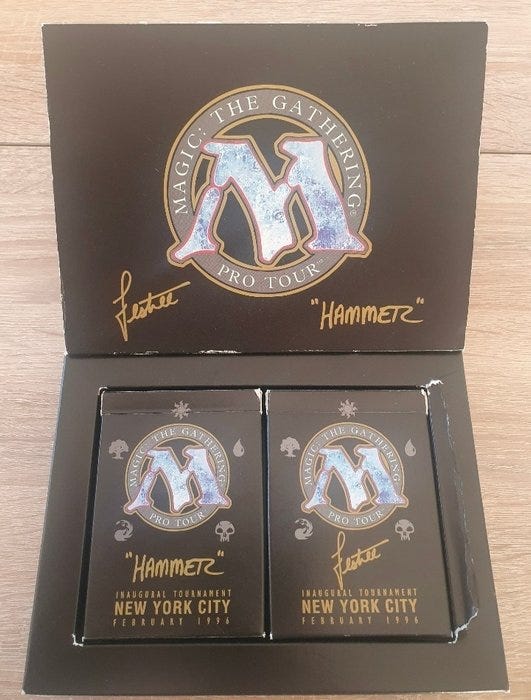 MAGIC: THE GATHERING®
PRO TOUR™
"HAMMER"
MAGIC: THE GATHERING
PRO TOUR
"HAMMER"
INAUGURAL TOURNAMENT
NEW YORK CITY
FEBRUARY 1996
MAGIC: THE GATHERING
PRO TOUR
INAUGURAL TOURNAMENT
NEW YORK CITY
FEBRUARY 1996